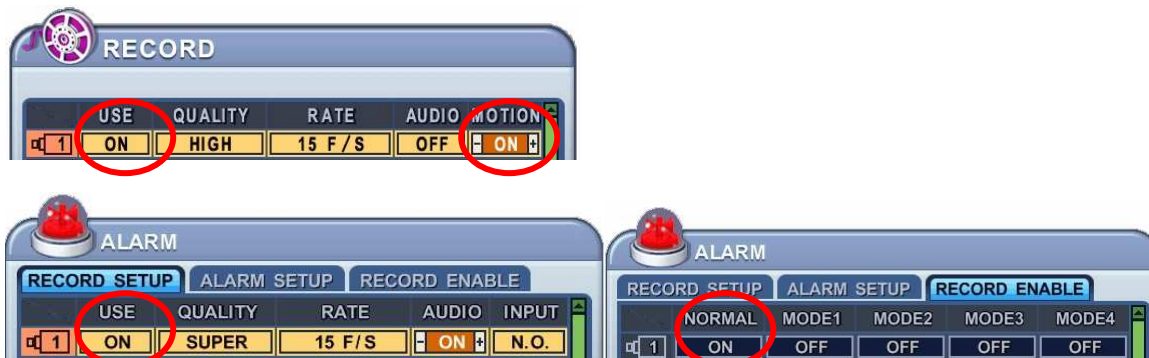 RECORD
USE QUALITY RATE AUDIO MOTION
1 ON HIGH 15 F/S OFF - ON +
ALARM
RECORD SETUP ALARM SETUP RECORD ENABLE
USE QUALITY RATE AUDIO INPUT
1 ON SUPER 15 F/S - ON + N.O.
ALARM
RECORD SETUP ALARM SETUP RECORD ENABLE
NORMAL MODE1 MODE2 MODE3 MODE4
1 ON OFF OFF OFF OFF